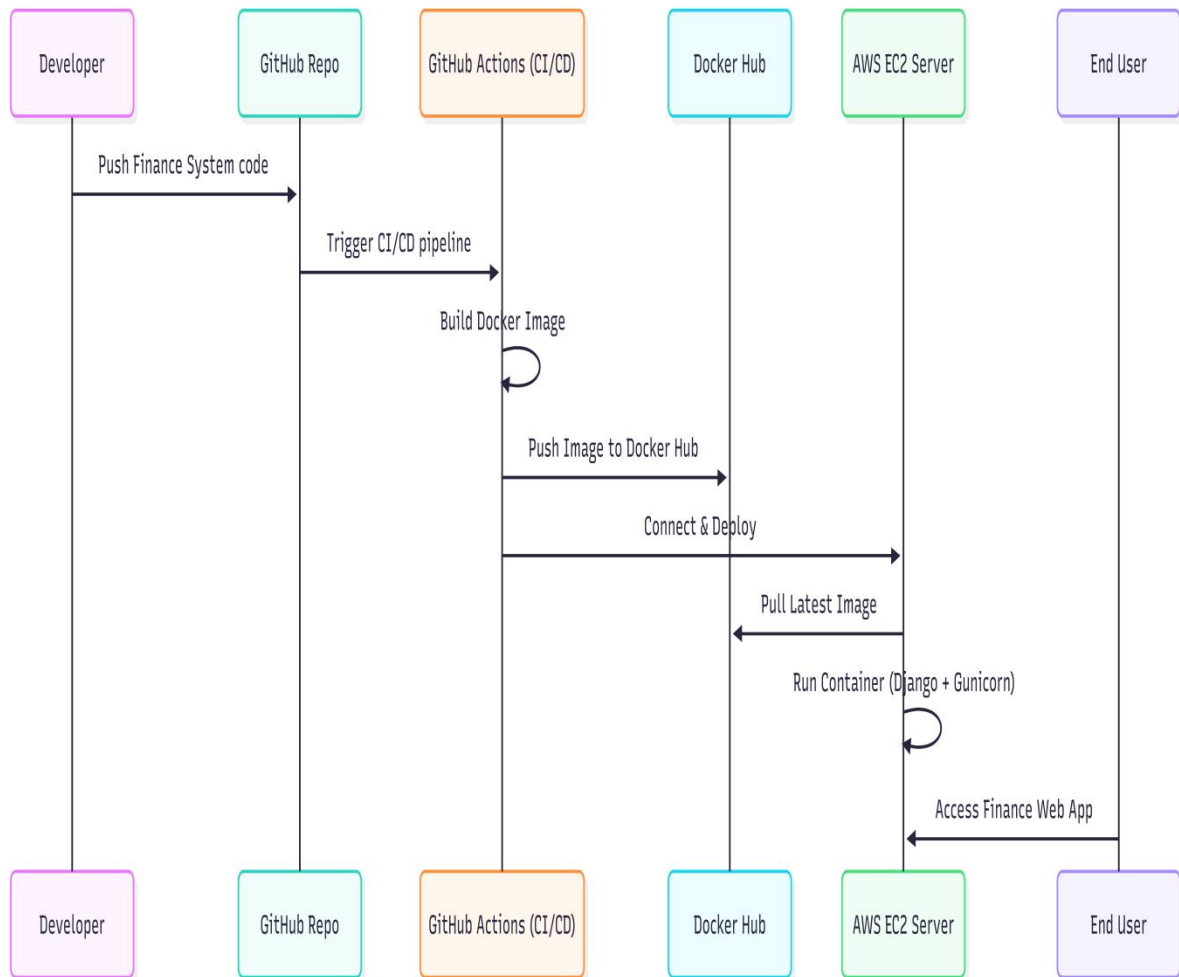 Developer
GitHub Repo
GitHub Actions (CI/CD)
Docker Hub
AWS EC2 Server
End User
Push Finance System code
Trigger CI/CD pipeline
Build Docker Image
Push Image to Docker Hub
Connect & Deploy
Pull Latest Image
Run Container (Django + Gunicorn)
Access Finance Web App
Developer
GitHub Repo
GitHub Actions (CI/CD)
Docker Hub
AWS EC2 Server
End User